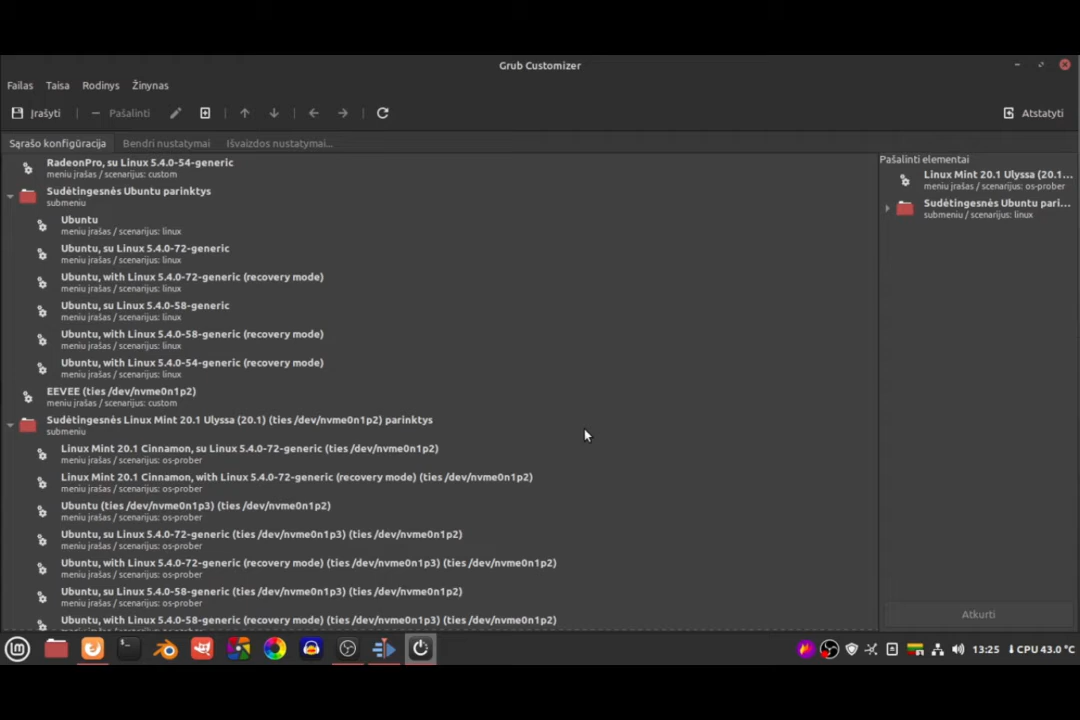 Grub Customizer
Failas Taisa Rodinys Žinynas
Įrašyti Pašalinti Atstatyti
Sąrašo konfigūracija Bendri nustatymai Išvaizdos nustatymai...
RadeonPro, su Linux 5.4.0-54-generic
meniu įrašas / scenarijus: custom
Sudėtingesnės Ubuntu parinktys
submeniu
Ubuntu
meniu įrašas / scenarijus: linux
Ubuntu, su Linux 5.4.0-72-generic
meniu įrašas / scenarijus: linux
Ubuntu, with Linux 5.4.0-72-generic (recovery mode)
meniu įrašas / scenarijus: linux
Ubuntu, su Linux 5.4.0-58-generic
meniu įrašas / scenarijus: linux
Ubuntu, with Linux 5.4.0-58-generic (recovery mode)
meniu įrašas / scenarijus: linux
Ubuntu, with Linux 5.4.0-54-generic (recovery mode)
meniu įrašas / scenarijus: linux
EEVEE (ties /dev/nvme0n1p2)
meniu įrašas / scenarijus: custom
Sudėtingesnės Linux Mint 20.1 Ulyssa (20.1) (ties /dev/nvme0n1p2) parinktys
submeniu
Linux Mint 20.1 Cinnamon, su Linux 5.4.0-72-generic (ties /dev/nvme0n1p2)
meniu įrašas / scenarijus: os-prober
Linux Mint 20.1 Cinnamon, with Linux 5.4.0-72-generic (recovery mode) (ties /dev/nvme0n1p2)
meniu įrašas / scenarijus: os-prober
Ubuntu (ties /dev/nvme0n1p3) (ties /dev/nvme0n1p2)
meniu įrašas / scenarijus: os-prober
Ubuntu, su Linux 5.4.0-72-generic (ties /dev/nvme0n1p3) (ties /dev/nvme0n1p2)
meniu įrašas / scenarijus: os-prober
Ubuntu, with Linux 5.4.0-72-generic (recovery mode) (ties /dev/nvme0n1p3) (ties /dev/nvme0n1p2)
meniu įrašas / scenarijus: os-prober
Ubuntu, su Linux 5.4.0-58-generic (ties /dev/nvme0n1p3) (ties /dev/nvme0n1p2)
meniu įrašas / scenarijus: os-prober
Ubuntu, with Linux 5.4.0-58-generic (recovery mode) (ties /dev/nvme0n1p3) (ties /dev/nvme0n1p2)
meniu įrašas / scenarijus: os-prober
Pašalinti elementai
Linux Mint 20.1 Ulyssa (20.1...
meniu įrašas / scenarijus: os-prober
Sudėtingesnės Ubuntu pari...
submeniu / scenarijus: linux
Atkurti
13:25 CPU 43.0 °C